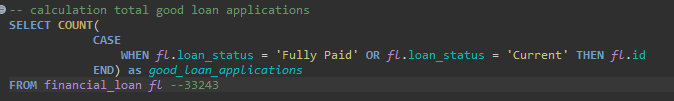 -- calculation total good loan applications
SELECT COUNT(
CASE
WHEN fl.loan_status = 'Fully Paid' OR fl.loan_status = 'Current' THEN fl.id
END) as good_loan_applications
FROM financial_loan fl --33243